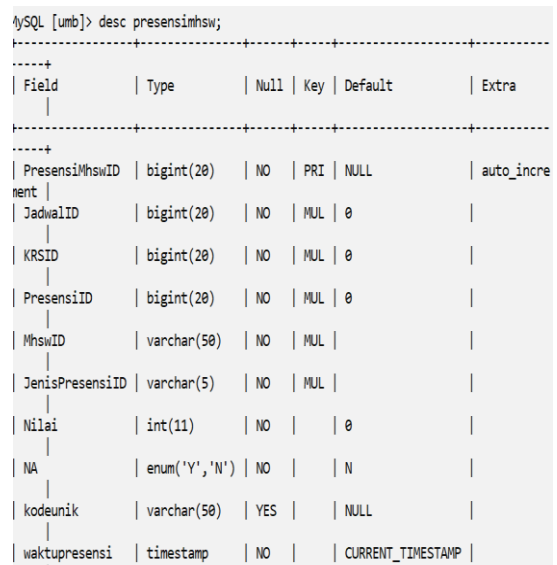 MySQL [umb]> desc presensimhsw;
+-----------------+---------------+------+-----+-------------------+-----------
-----+
| Field           | Type          | Null | Key | Default           | Extra
     |
+-----------------+---------------+------+-----+-------------------+-----------
-----+
| PresensiMhswID  | bigint(20)    | NO   | PRI | NULL              | auto_incre
ment |
| JadwalID        | bigint(20)    | NO   | MUL | 0                 |
     |
| KRSID           | bigint(20)    | NO   | MUL | 0                 |
     |
| PresensiID      | bigint(20)    | NO   | MUL | 0                 |
     |
| MhswID          | varchar(50)   | NO   | MUL |                   |
     |
| JenisPresensiID | varchar(5)    | NO   | MUL |                   |
     |
| Nilai           | int(11)       | NO   |     | 0                 |
     |
| NA              | enum('Y','N') | NO   |     | N                 |
     |
| kodeunik        | varchar(50)   | YES  |     | NULL              |
     |
| waktupresensi   | timestamp     | NO   |     | CURRENT_TIMESTAMP |